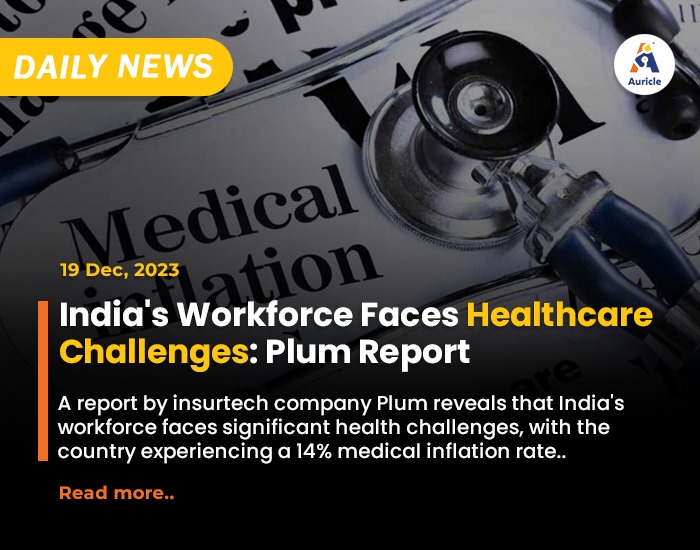 DAILY NEWS
Auricle
Medical
inflation
19 Dec, 2023
India's Workforce Faces Healthcare
Challenges: Plum Report
A report by insurtech company Plum reveals that India's
workforce faces significant health challenges, with the
country experiencing a 14% medical inflation rate..
Read more..